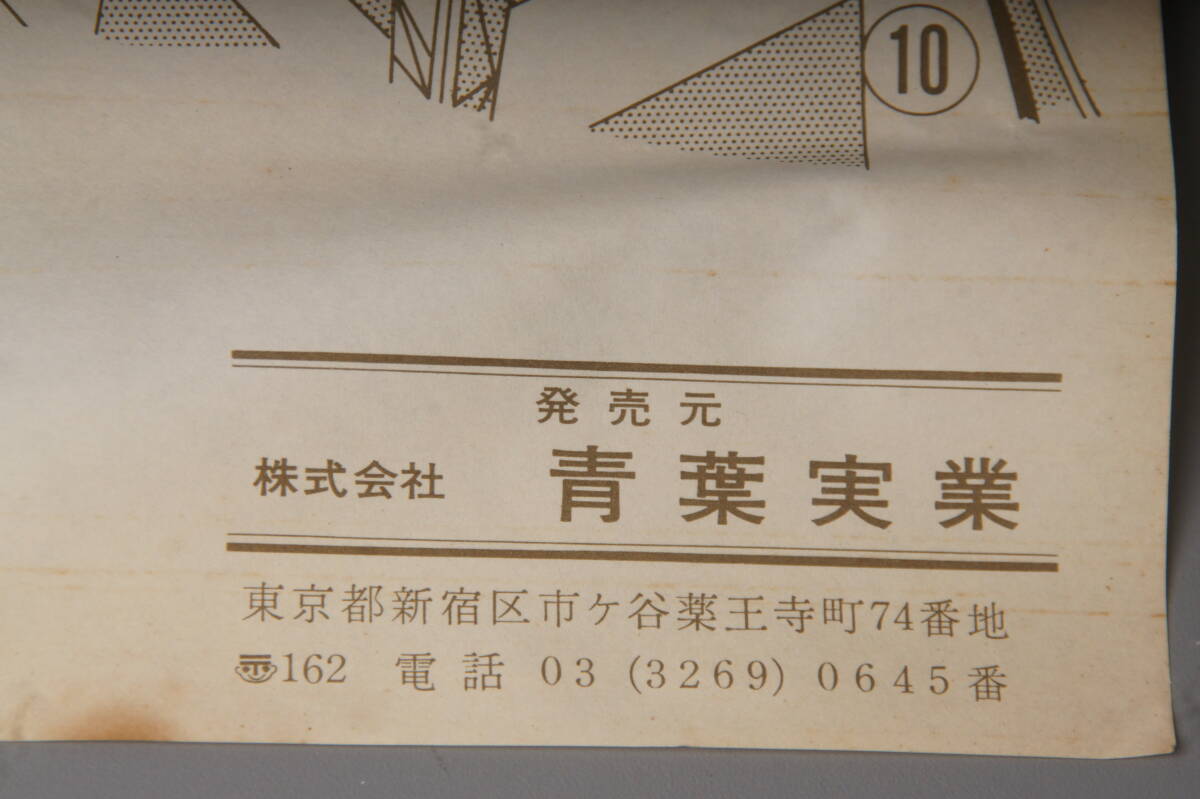 10
発売元
株式会社 青葉実業
東京都新宿区市ケ谷薬王寺町74番地
〠162 電話 03 (3269) 0645番